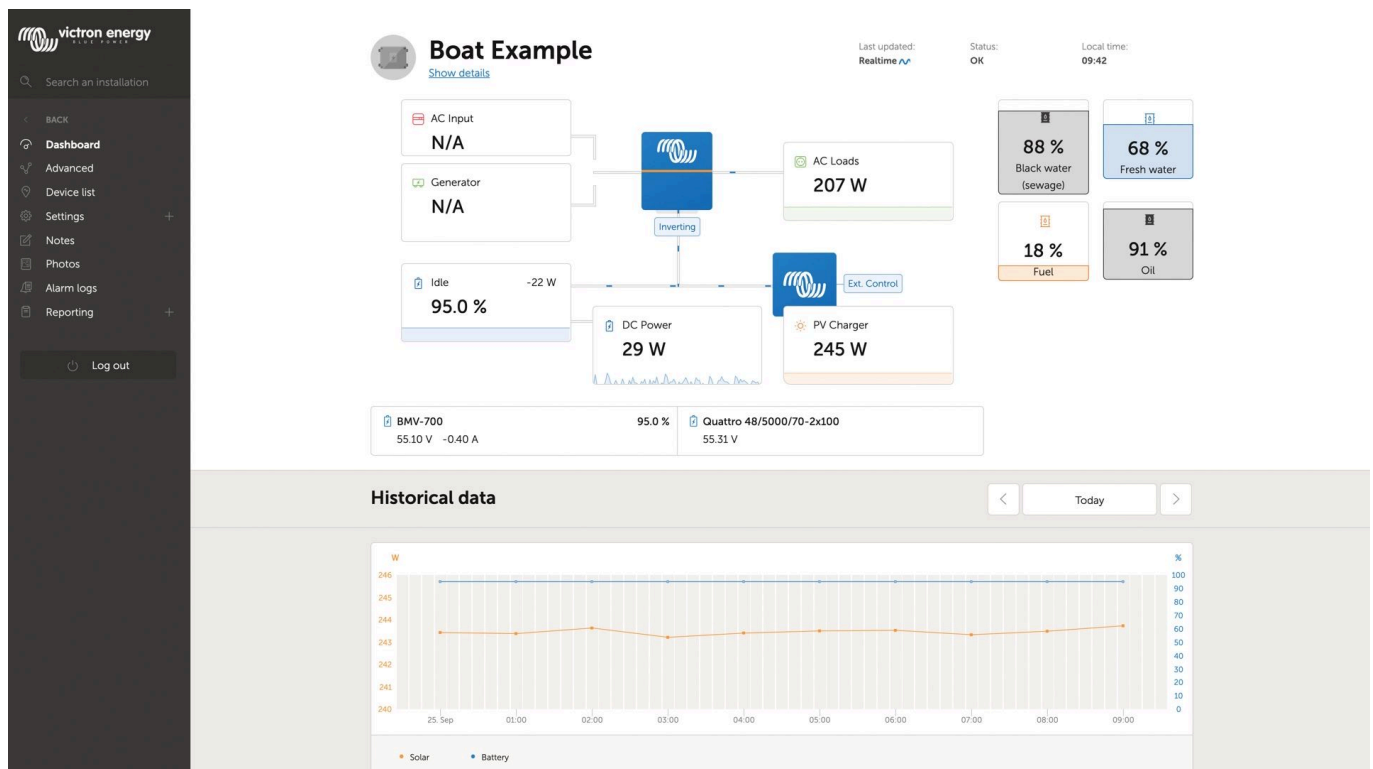 victron energy
BLUE POWER
Search an installation
BACK
Dashboard
Advanced
Device list
Settings
Notes
Photos
Alarm logs
Reporting
Log out
Boat Example
Show details
Last updated:
Realtime
Status:
OK
Local time:
09:42
AC Input
N/A
Generator
N/A
Inverting
AC Loads
207 W
88 %
Black water
(sewage)
68 %
Fresh water
18 %
Fuel
91 %
Oil
Idle -22 W
95.0 %
Ext. Control
DC Power
29 W
PV Charger
245 W
BMV-700 95.0 %
55.10 V -0.40 A
Quattro 48/5000/70-2x100
55.31 V
Historical data
Today
W
246
245
244
243
242
241
240
%
100
90
80
70
60
50
40
30
20
10
0
25. Sep 01:00 02:00 03:00 04:00 05:00 06:00 07:00 08:00 09:00
Solar Battery